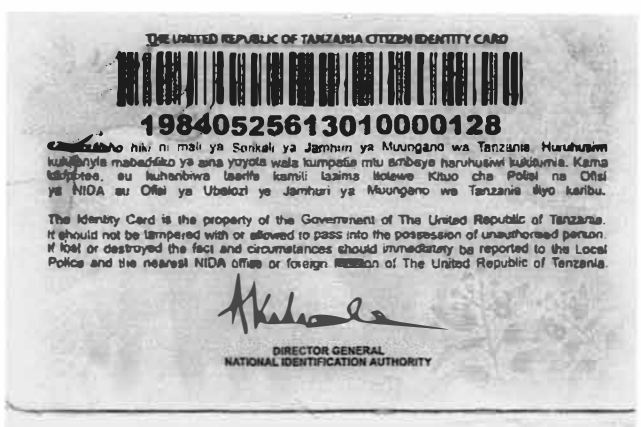 THE UNITED REPUBLIC OF TANZANIA CITIZEN IDENTITY CARD
19840525613010000128
hiki ni mali ya Serikali ya Jamhuri ya Muungano wa Tanzania. Huruhusiwi
kukifanyia mabadiliko ya aina yoyote wala kumpatia mtu ambaye haruhusiwi kukitumia. Kama
kitapotea, au kuharibiwa taarifa kamili lazima itolewe Kituo cha Polisi na Ofisi
ya NIDA au Ofisi ya Ubalozi ya Jamhuri ya Muungano wa Tanzania iliyo karibu.
The Identity Card is the property of the Government of The United Republic of Tanzania.
It should not be tampered with or allowed to pass into the possession of unauthorised person.
If lost or destroyed the fact and circumstances should immediately be reported to the Local
Police and the nearest NIDA office or foreign mission of The United Republic of Tanzania.
DIRECTOR GENERAL
NATIONAL IDENTIFICATION AUTHORITY